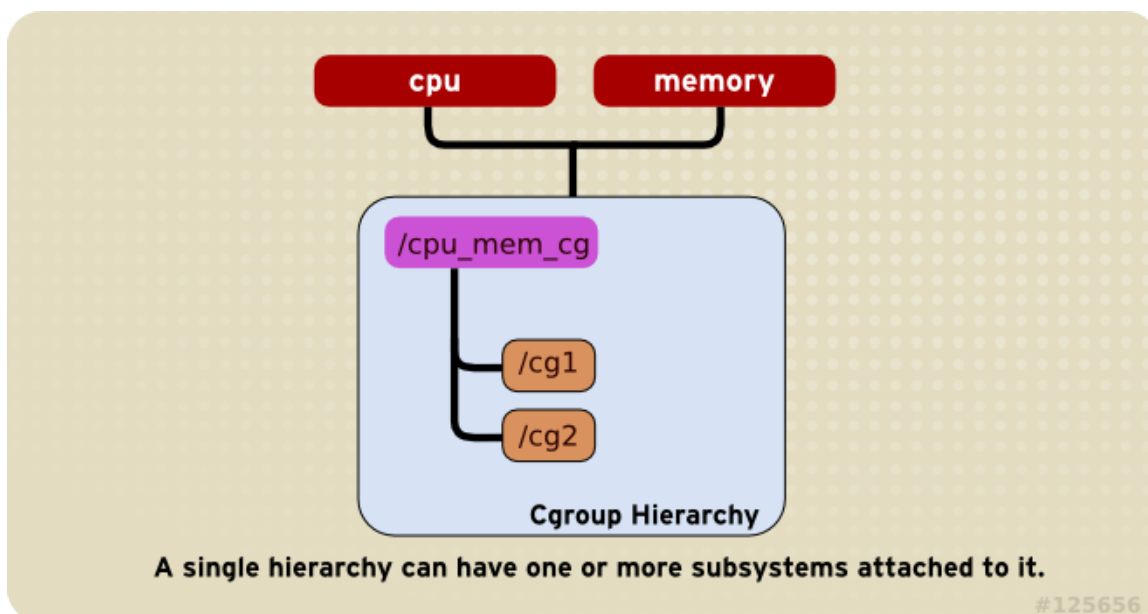 cpu
memory
/cpu_mem_cg
/cg1
/cg2
Cgroup Hierarchy
A single hierarchy can have one or more subsystems attached to it.
#125656